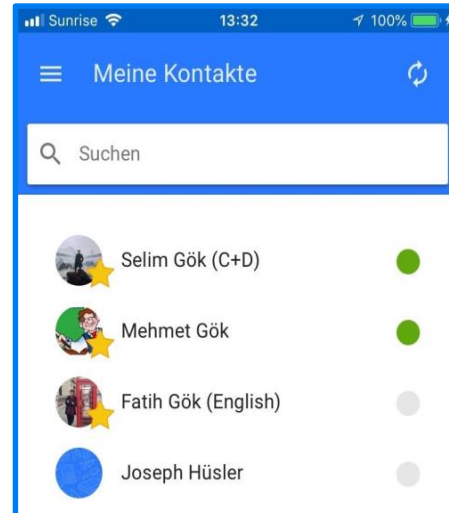 Sunrise 13:32 100%
Meine Kontakte
Suchen
Selim Gök (C+D)
Mehmet Gök
Fatih Gök (English)
Joseph Hüsler